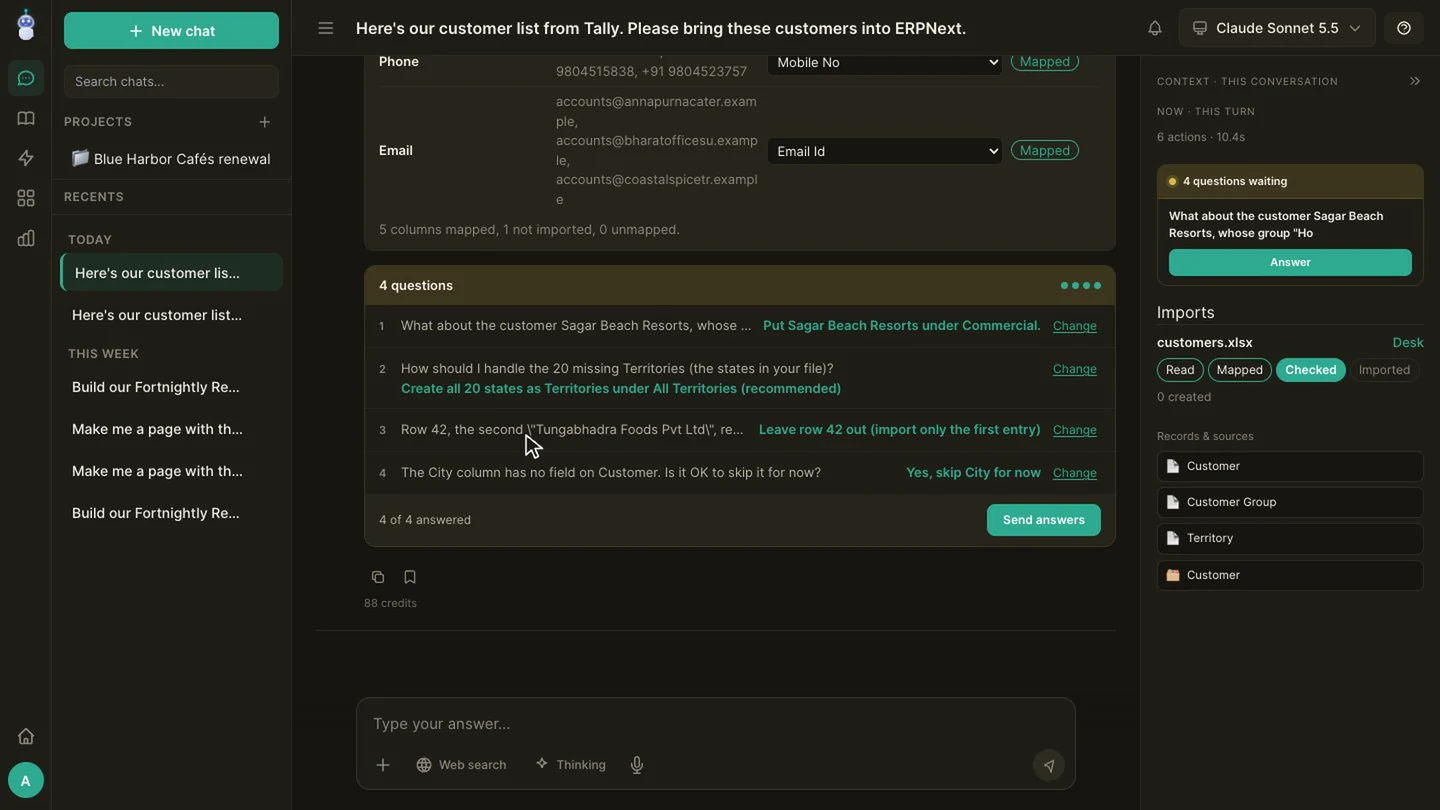 New chat
Search chats...
PROJECTS
Blue Harbor Cafés renewal
RECENTS
TODAY
Here's our customer lis...
Here's our customer list...
THIS WEEK
Build our Fortnightly Re...
Make me a page with th...
Make me a page with th...
Build our Fortnightly Re...
A
Here's our customer list from Tally. Please bring these customers into ERPNext.
Claude Sonnet 5.5
Phone
9804515838, +91 9804523757
Mobile No
Mapped
Email
accounts@annapurnacater.exam
ple,
accounts@bharatofficesu.exampl
le,
accounts@coastalspicetr.exampl
e
Email Id
Mapped
5 columns mapped, 1 not imported, 0 unmapped.
4 questions
1 What about the customer Sagar Beach Resorts, whose ... Put Sagar Beach Resorts under Commercial. Change
2 How should I handle the 20 missing Territories (the states in your file)? Change
Create all 20 states as Territories under All Territories (recommended)
3 Row 42, the second \"Tungabhadra Foods Pvt Ltd\", re... Leave row 42 out (import only the first entry) Change
4 The City column has no field on Customer. Is it OK to skip it for now? Yes, skip City for now Change
4 of 4 answered
Send answers
88 credits
Type your answer...
Web search
Thinking
CONTEXT · THIS CONVERSATION
NOW · THIS TURN
6 actions · 10.4s
4 questions waiting
What about the customer Sagar Beach
Resorts, whose group "Ho
Answer
Imports
customers.xlsx
Desk
Read Mapped Checked Imported
0 created
Records & sources
Customer
Customer Group
Territory
Customer